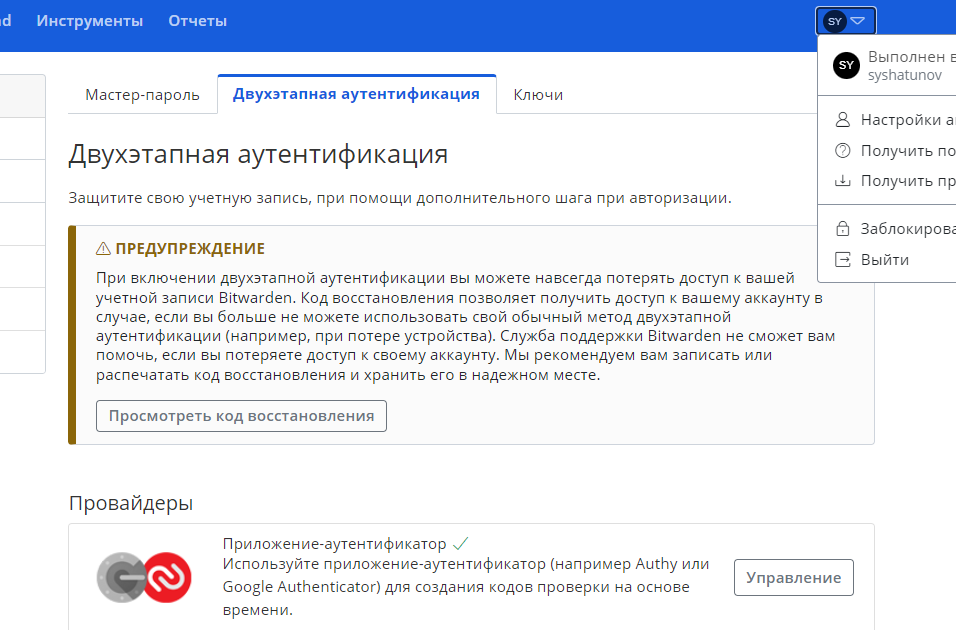 Инструменты
Отчеты
SY
SY
Выполнен
syshatunov
Настройки
Получить
Получить
Выйти
Мастер-пароль
Двухэтапная аутентификация
Ключи
Двухэтапная аутентификация
Защитите свою учетную запись, при помощи дополнительного шага при авторизации.
ПРЕДУПРЕЖДЕНИЕ
При включении двухэтапной аутентификации вы можете навсегда потерять доступ к вашей
учетной записи Bitwarden. Код восстановления позволяет получить доступ к вашему аккаунту в
случае, если вы больше не можете использовать свой обычный метод двухэтапной
аутентификации (например, при потере устройства). Служба поддержки Bitwarden не сможет вам
помочь, если вы потеряете доступ к своему аккаунту. Мы рекомендуем вам записать или
распечатать код восстановления и хранить его в надежном месте.
Просмотреть код восстановления
Провайдеры
Приложение-аутентификатор
Используйте приложение-аутентификатор (например Authy или
Google Authenticator) для создания кодов проверки на основе
времени.
Управление